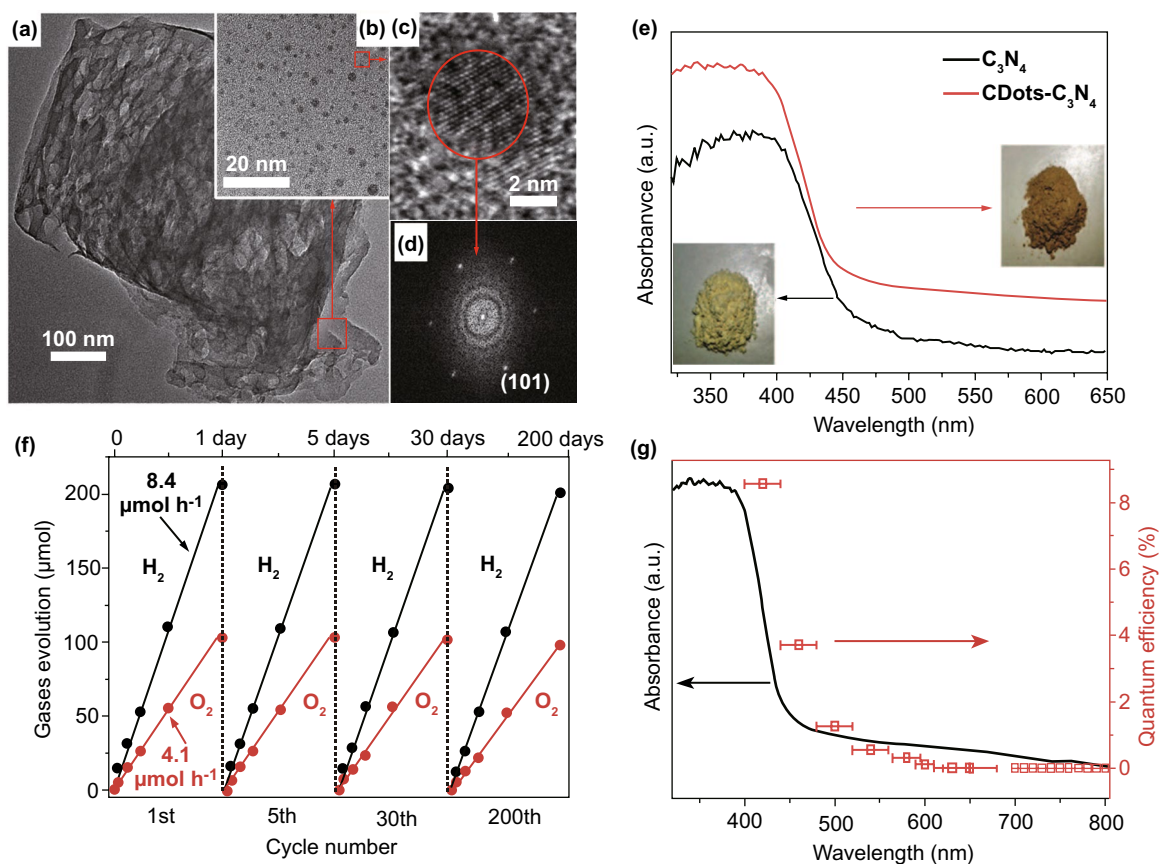 (a)
(b)
20 nm
100 nm
(c)
2 nm
(d)
(101)
(e)
C₃N₄
CDots-C₃N₄
Absorbanvce (a.u.)
350 400 450 500 550 600 650
Wavelength (nm)
(f)
0 1 day 5 days 30 days 200 days
8.4
µmol h⁻¹
H₂ H₂ H₂ H₂
O₂ O₂ O₂ O₂
4.1
µmol h⁻¹
200
150
100
50
0
Gases evolution (µmol)
1st 5th 30th 200th
Cycle number
(g)
Absorbance (a.u.)
8
6
4
2
0
Quantum efficiency (%)
400 500 600 700 800
Wavelength (nm)